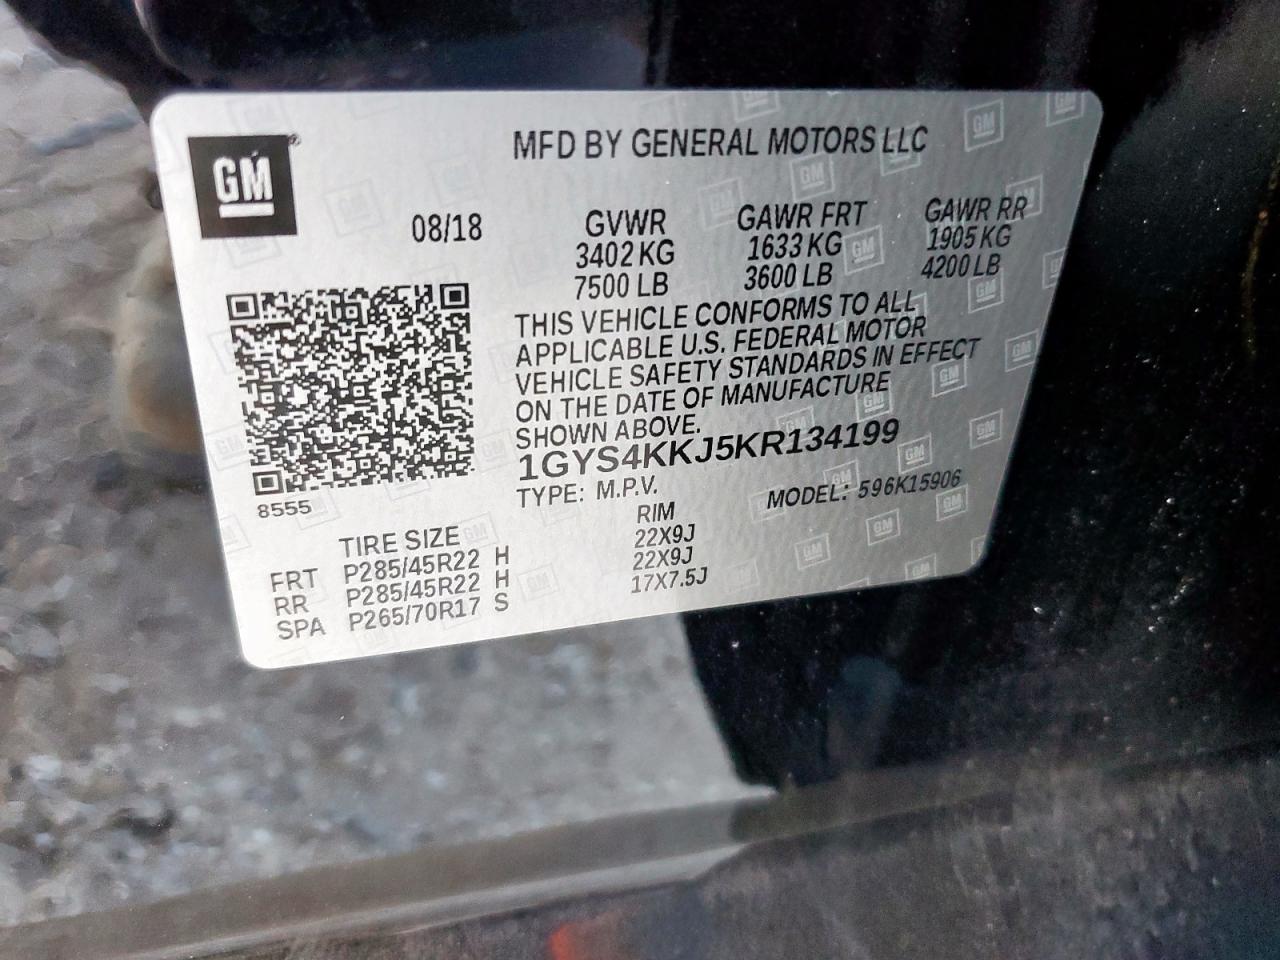 GM
MFD BY GENERAL MOTORS LLC
08/18 GVWR GAWR FRT GAWR RR
3402 KG 1633 KG 1905 KG
7500 LB 3600 LB 4200 LB
THIS VEHICLE CONFORMS TO ALL
APPLICABLE U.S. FEDERAL MOTOR
VEHICLE SAFETY STANDARDS IN EFFECT
ON THE DATE OF MANUFACTURE
SHOWN ABOVE.
1GYS4KKJ5KR134199
TYPE: M.P.V. MODEL: 596K15906
8555
TIRE SIZE RIM
FRT P285/45R22 H 22X9J
RR P285/45R22 H 22X9J
SPA P265/70R17 S 17X7.5J